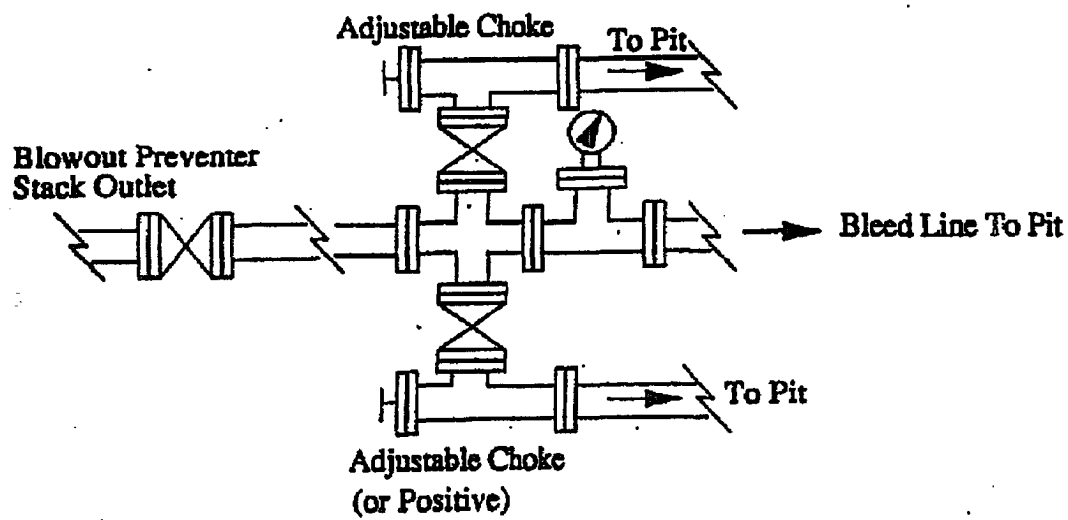 Adjustable Choke
To Pit
Blowout Preventer
Stack Outlet
Bleed Line To Pit
To Pit
Adjustable Choke
(or Positive)